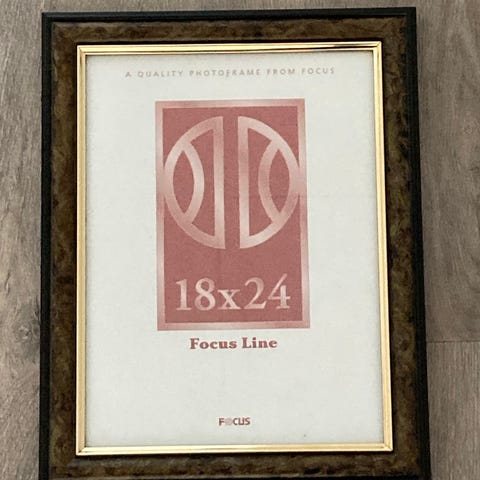 A QUALITY PHOTOFRAME FROM FOCUS
18x24
Focus Line
FOCUS